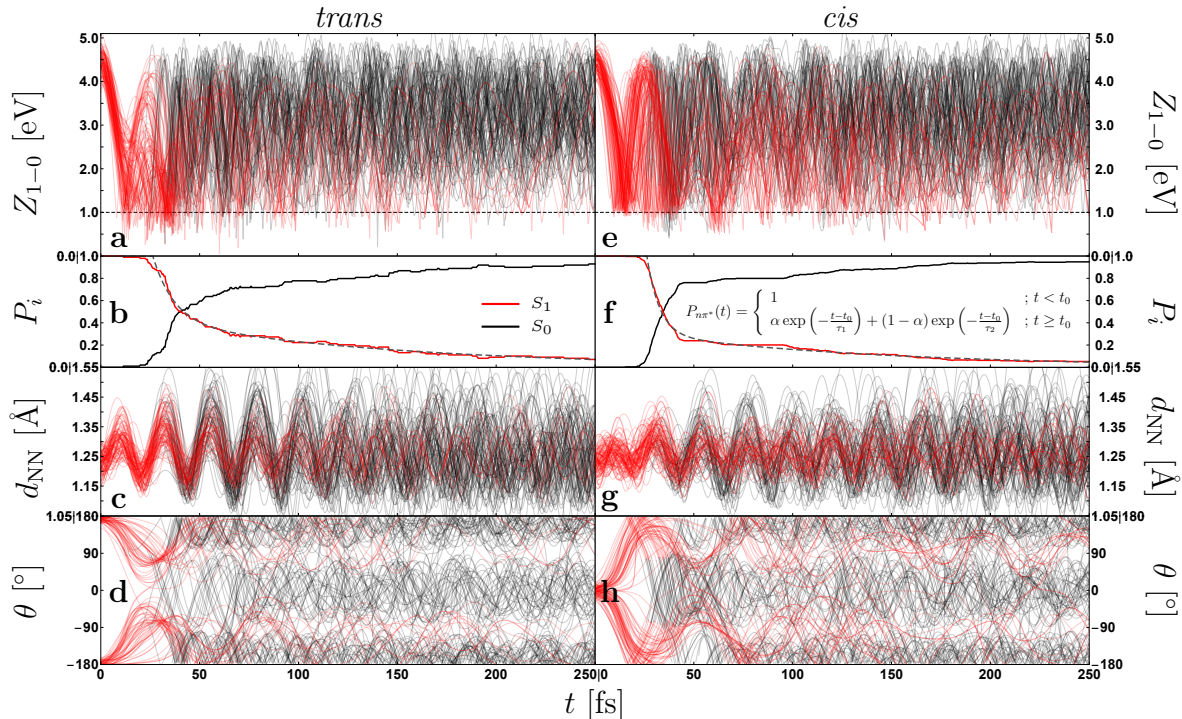 trans cis
5.0 5.0
4.0 4.0
3.0 3.0
2.0 2.0
1.0 1.0
Z1−0 [eV] Z1−0 [eV]
a e
0.0|1.0 0.0|1.0
0.8 0.8
0.6 0.6
0.4 0.4
0.2 0.2
Pi Pi
b f
S1
S0
Pnπ*(t) = { 1 ; t < t0
α exp(−(t−t0)/τ1) + (1 − α) exp(−(t−t0)/τ2) ; t ≥ t0
0.0|1.55 0.0|1.55
1.45 1.45
1.35 1.35
1.25 1.25
1.15 1.15
dNN [Å] dNN [Å]
c g
1.05|180 1.05|180
90 90
0 0
−90 −90
−180 −180
θ [°] θ [°]
d h
0 50 100 150 200 250 0 50 100 150 200 250
t [fs]